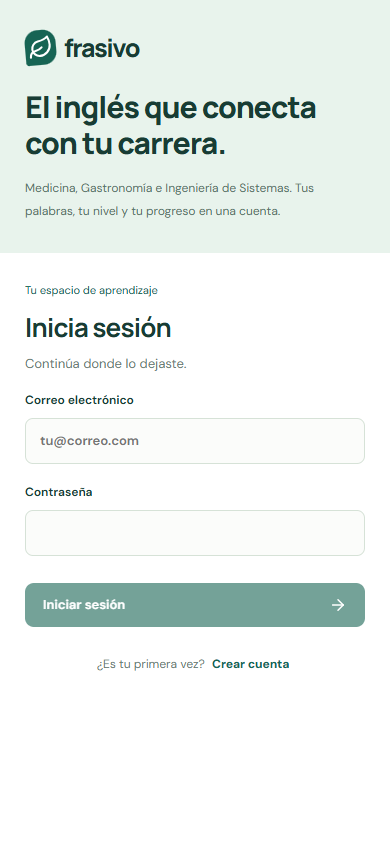 frasivo
El inglés que conecta
con tu carrera.
Medicina, Gastronomía e Ingeniería de Sistemas. Tus
palabras, tu nivel y tu progreso en una cuenta.
Tu espacio de aprendizaje
Inicia sesión
Continúa donde lo dejaste.
Correo electrónico
tu@correo.com
Contraseña
Iniciar sesión
¿Es tu primera vez? Crear cuenta